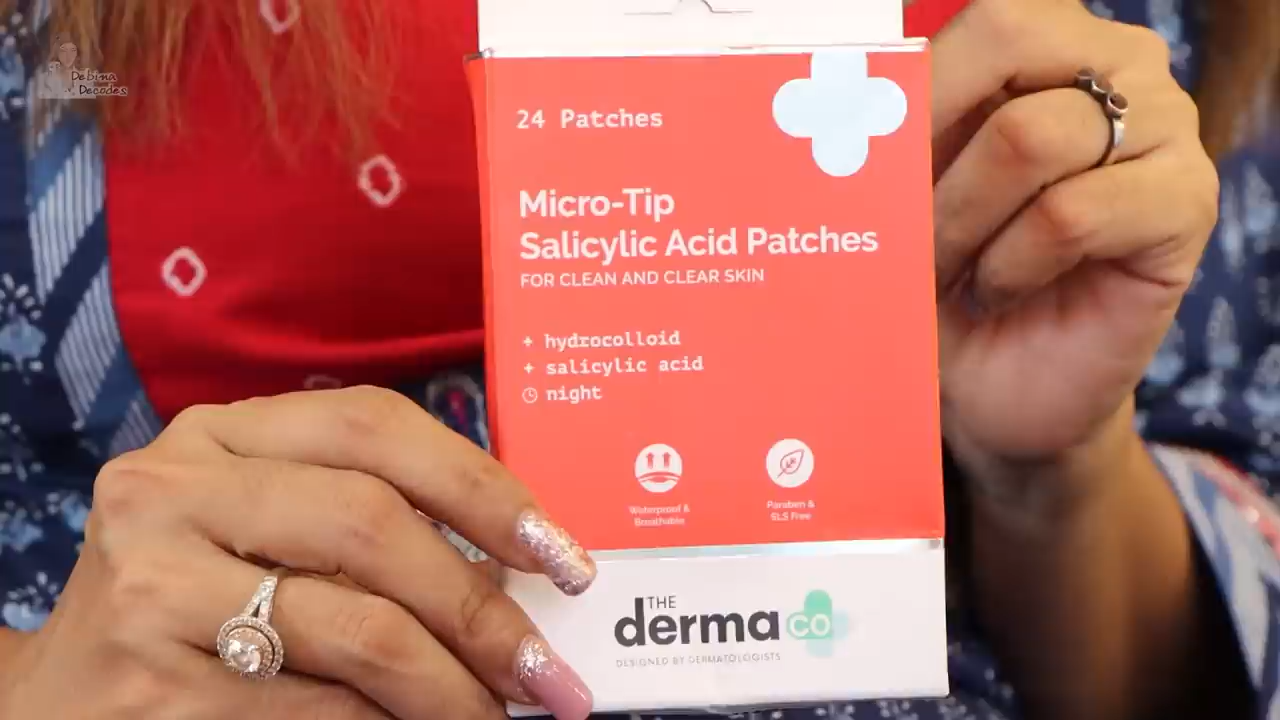 Debina
Decodes
24 Patches
Micro-Tip
Salicylic Acid Patches
FOR CLEAN AND CLEAR SKIN
+ hydrocolloid
+ salicylic acid
night
Waterproof &
Breathable
Paraben &
SLS Free
THE
derma co
DESIGNED BY DERMATOLOGISTS